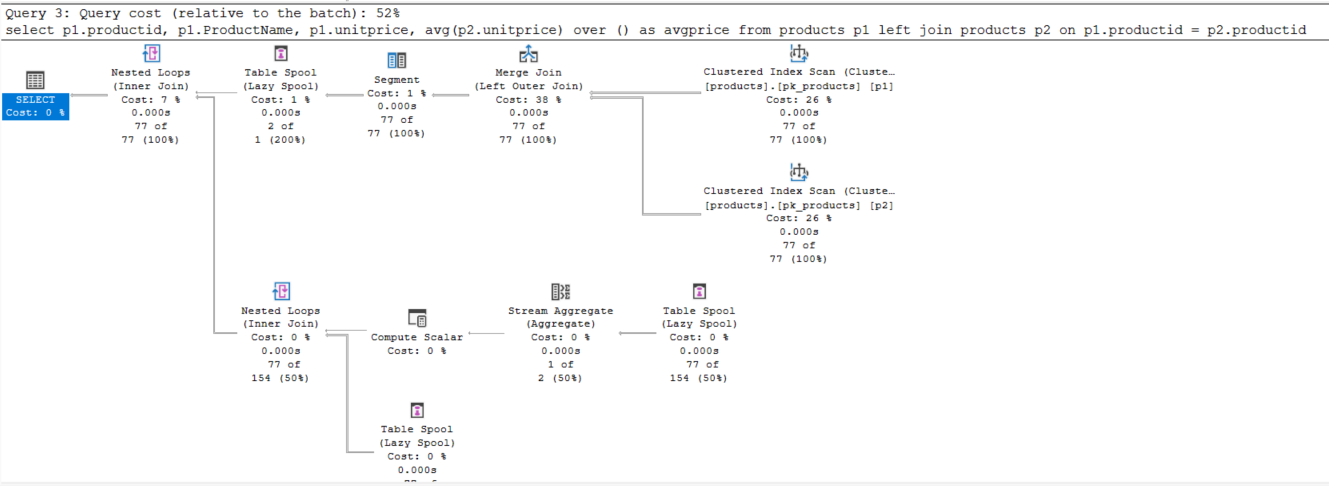 Query 3: Query cost (relative to the batch): 52%
select p1.productid, p1.ProductName, p1.unitprice, avg(p2.unitprice) over () as avgprice from products p1 left join products p2 on p1.productid = p2.productid
SELECT
Cost: 0 %
Nested Loops
(Inner Join)
Cost: 7 %
0.000s
77 of
77 (100%)
Table Spool
(Lazy Spool)
Cost: 1 %
0.000s
2 of
1 (200%)
Segment
Cost: 1 %
0.000s
77 of
77 (100%)
Merge Join
(Left Outer Join)
Cost: 38 %
0.000s
77 of
77 (100%)
Clustered Index Scan (Cluste…
[products].[pk_products] [p1]
Cost: 26 %
0.000s
77 of
77 (100%)
Clustered Index Scan (Cluste…
[products].[pk_products] [p2]
Cost: 26 %
0.000s
77 of
77 (100%)
Nested Loops
(Inner Join)
Cost: 0 %
0.000s
77 of
154 (50%)
Compute Scalar
Cost: 0 %
Stream Aggregate
(Aggregate)
Cost: 0 %
0.000s
1 of
2 (50%)
Table Spool
(Lazy Spool)
Cost: 0 %
0.000s
77 of
154 (50%)
Table Spool
(Lazy Spool)
Cost: 0 %
0.000s